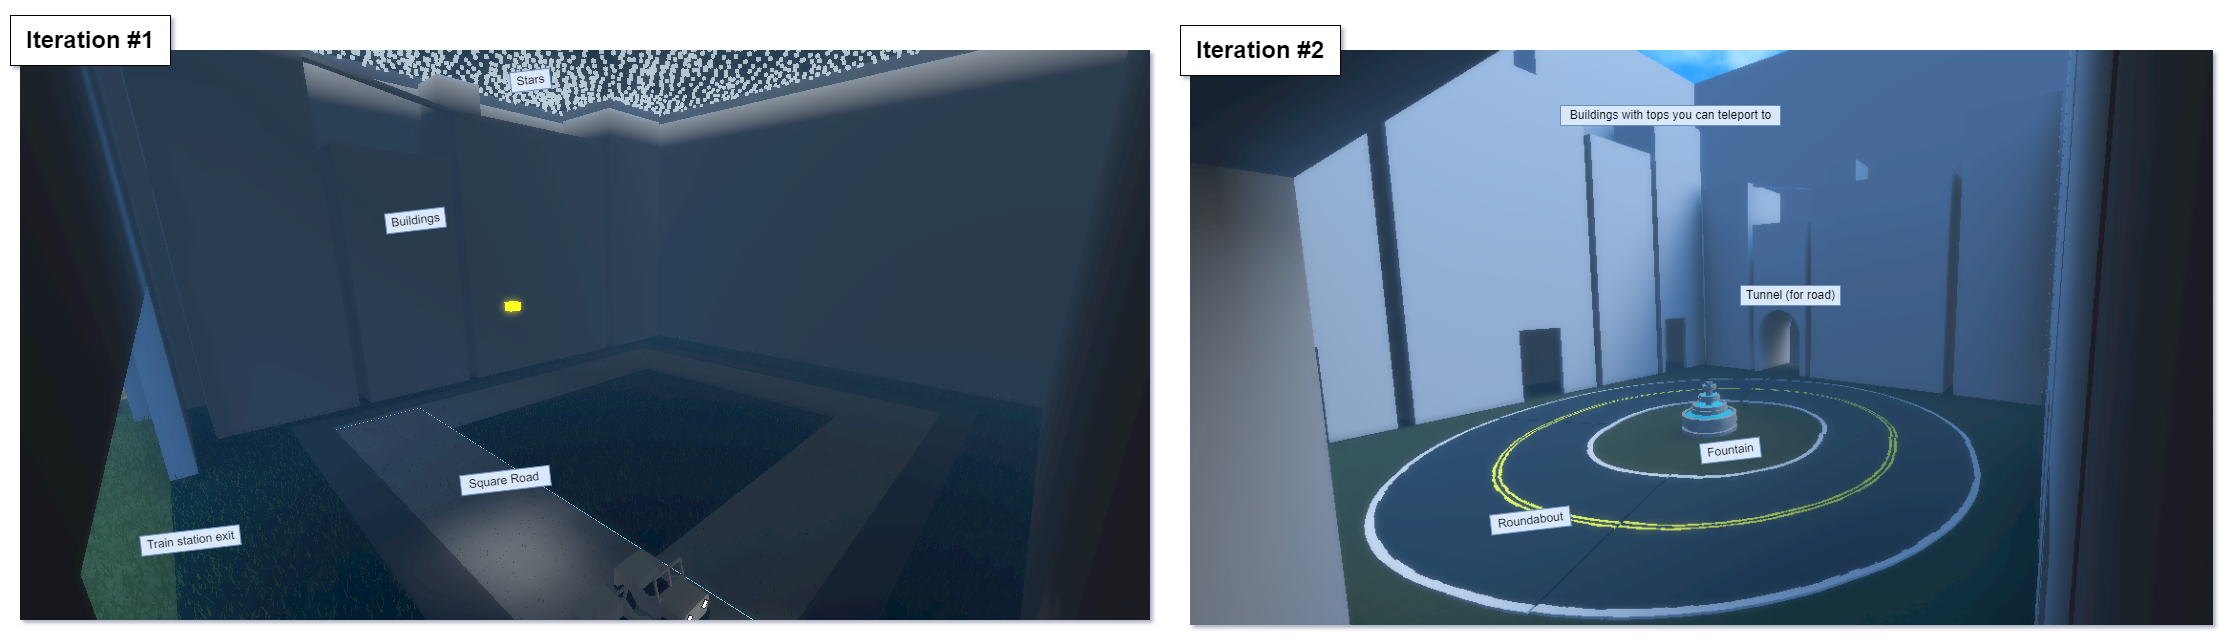 Iteration #1
Stars
Buildings
Square Road
Train station exit
Iteration #2
Buildings with tops you can teleport to
Tunnel (for road)
Fountain
Roundabout